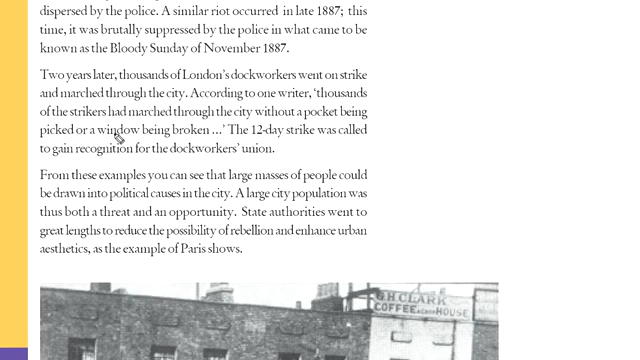 dispersed by the police. A similar riot occurred in late 1887; this
time, it was brutally suppressed by the police in what came to be
known as the Bloody Sunday of November 1887.
Two years later, thousands of London's dockworkers went on strike
and marched through the city. According to one writer, 'thousands
of the strikers had marched through the city without a pocket being
picked or a window being broken ...' The 12-day strike was called
to gain recognition for the dockworkers' union.
From these examples you can see that large masses of people could
be drawn into political causes in the city. A large city population was
thus both a threat and an opportunity. State authorities went to
great lengths to reduce the possibility of rebellion and enhance urban
aesthetics, as the example of Paris shows.
H CLARK
COFFEE HOUSE